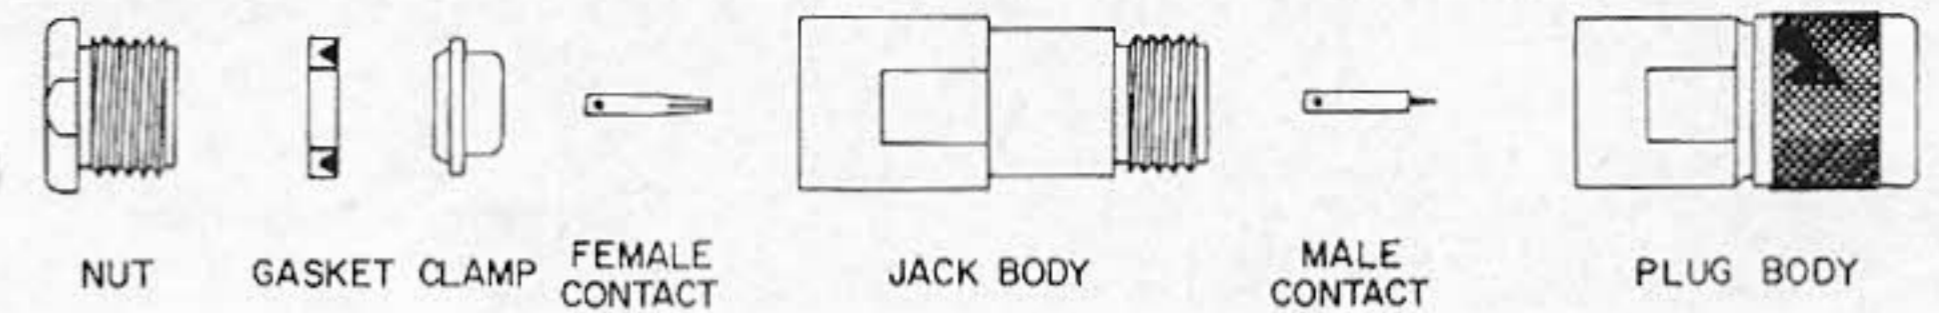 NUT
GASKET
CLAMP
FEMALE
CONTACT
JACK BODY
MALE
CONTACT
PLUG BODY